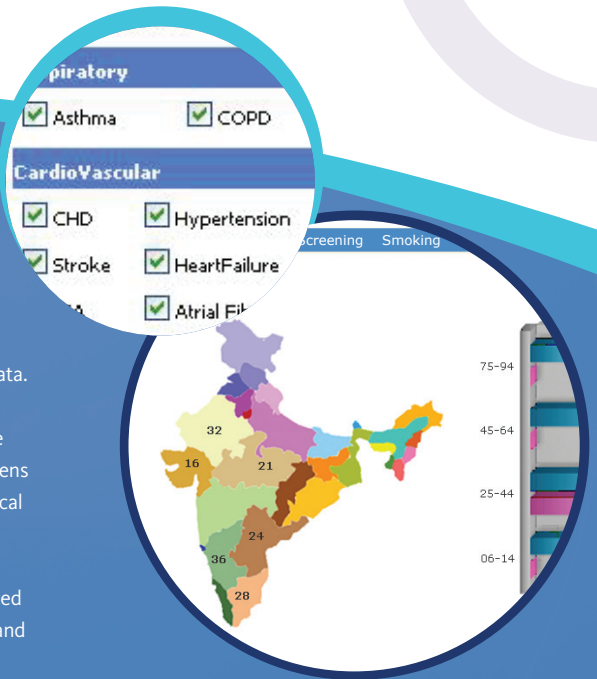 piratory
Asthma
COPD
CardioVascular
CHD
Hypertension
Stroke
HeartFailure
Atrial Fib
Screening Smoking
ata.
e
ens
cal
ed
and
32
16
21
24
36
28
75-94
45-64
25-44
06-14